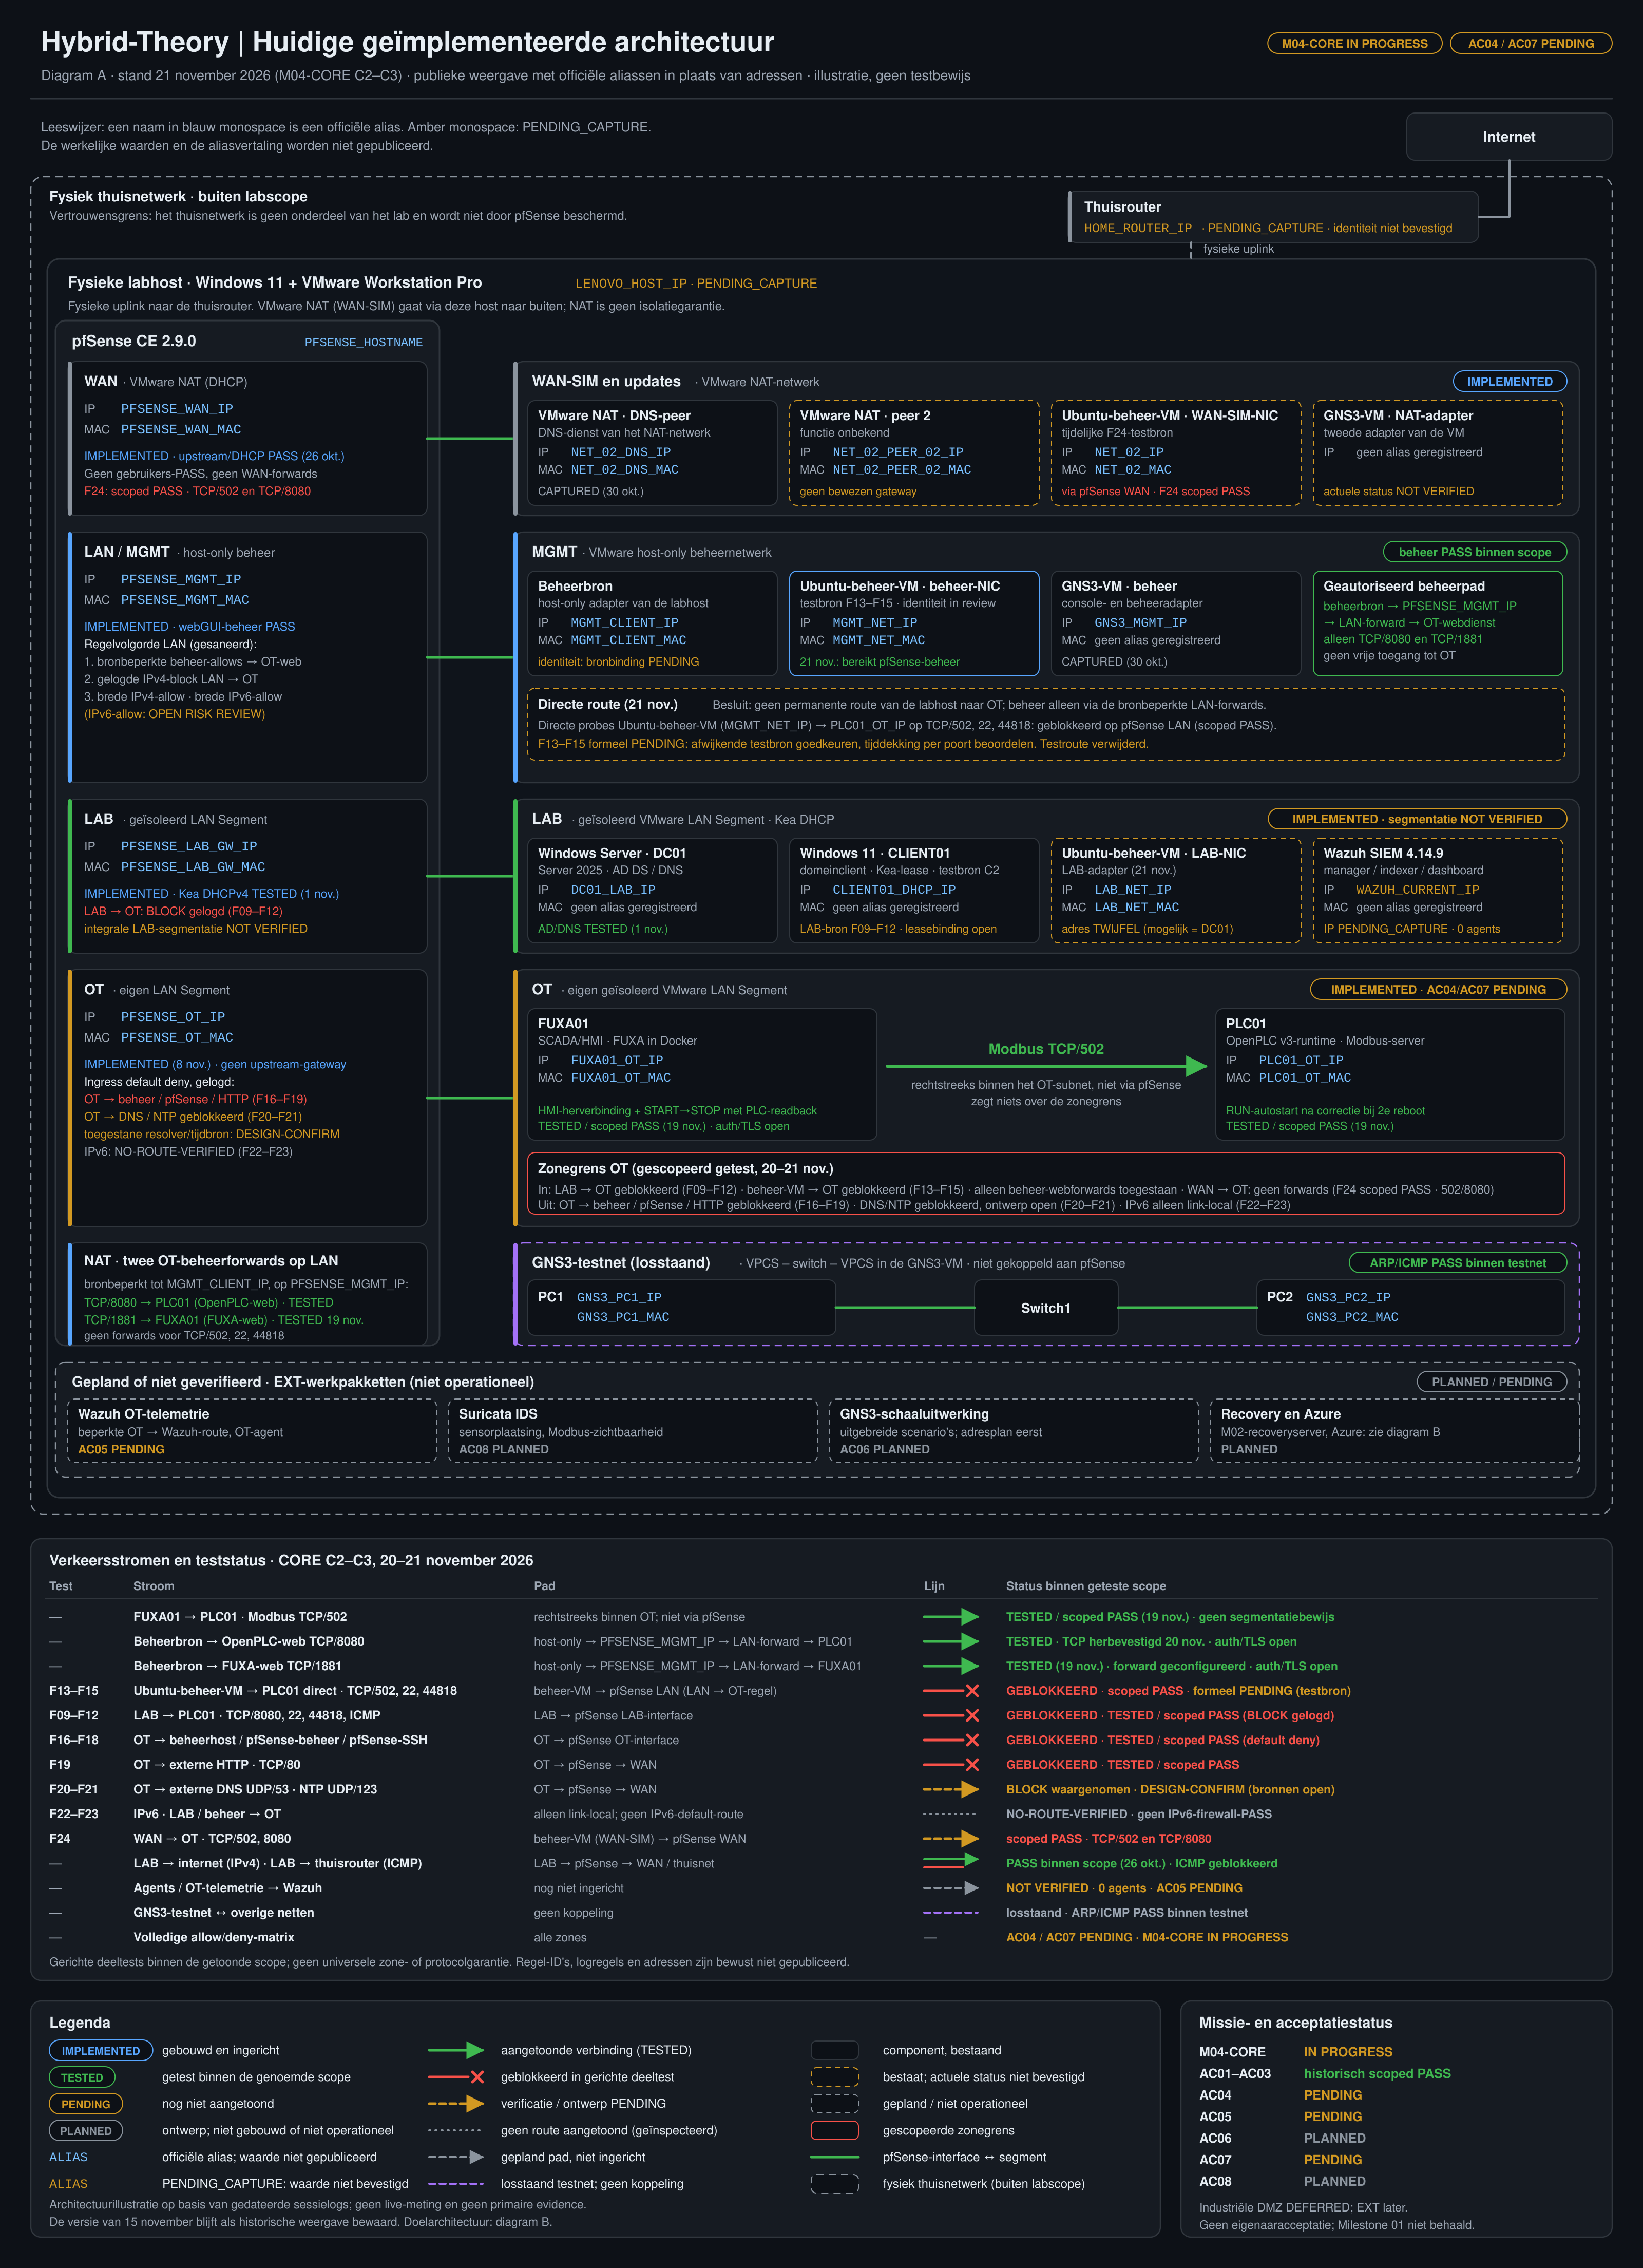 Hybrid-Theory | Huidige geïmplementeerde architectuur
M04-CORE IN PROGRESS
AC04 / AC07 PENDING
Diagram A · stand 21 november 2026 (M04-CORE C2–C3) · publieke weergave met officiële aliassen in plaats van adressen · illustratie, geen testbewijs
Leeswijzer: een naam in blauw monospace is een officiële alias. Amber monospace: PENDING_CAPTURE.
De werkelijke waarden en de aliasvertaling worden niet gepubliceerd.
Internet
Fysiek thuisnetwerk · buiten labscope
Vertrouwensgrens: het thuisnetwerk is geen onderdeel van het lab en wordt niet door pfSense beschermd.
Thuisrouter
HOME_ROUTER_IP · PENDING_CAPTURE · identiteit niet bevestigd
fysieke uplink
Fysieke labhost · Windows 11 + VMware Workstation Pro
LENOVO_HOST_IP · PENDING_CAPTURE
Fysieke uplink naar de thuisrouter. VMware NAT (WAN-SIM) gaat via deze host naar buiten; NAT is geen isolatiegarantie.
pfSense CE 2.9.0
PFSENSE_HOSTNAME
WAN · VMware NAT (DHCP)
IP PFSENSE_WAN_IP
MAC PFSENSE_WAN_MAC
IMPLEMENTED · upstream/DHCP PASS (26 okt.)
Geen gebruikers-PASS, geen WAN-forwards
F24: scoped PASS · TCP/502 en TCP/8080
WAN-SIM en updates · VMware NAT-netwerk
IMPLEMENTED
VMware NAT · DNS-peer
DNS-dienst van het NAT-netwerk
IP NET_02_DNS_IP
MAC NET_02_DNS_MAC
CAPTURED (30 okt.)
VMware NAT · peer 2
functie onbekend
IP NET_02_PEER_02_IP
MAC NET_02_PEER_02_MAC
geen bewezen gateway
Ubuntu-beheer-VM · WAN-SIM-NIC
tijdelijke F24-testbron
IP NET_02_IP
MAC NET_02_MAC
via pfSense WAN · F24 scoped PASS
GNS3-VM · NAT-adapter
tweede adapter van de VM
IP geen alias geregistreerd
actuele status NOT VERIFIED
LAN / MGMT · host-only beheer
IP PFSENSE_MGMT_IP
MAC PFSENSE_MGMT_MAC
IMPLEMENTED · webGUI-beheer PASS
Regelvolgorde LAN (gesaneerd):
1. bronbeperkte beheer-allows → OT-web
2. gelogde IPv4-block LAN → OT
3. brede IPv4-allow · brede IPv6-allow
(IPv6-allow: OPEN RISK REVIEW)
MGMT · VMware host-only beheernetwerk
beheer PASS binnen scope
Beheerbron
host-only adapter van de labhost
IP MGMT_CLIENT_IP
MAC MGMT_CLIENT_MAC
identiteit: bronbinding PENDING
Ubuntu-beheer-VM · beheer-NIC
testbron F13–F15 · identiteit in review
IP MGMT_NET_IP
MAC MGMT_NET_MAC
21 nov.: bereikt pfSense-beheer
GNS3-VM · beheer
console- en beheeradapter
IP GNS3_MGMT_IP
MAC geen alias geregistreerd
CAPTURED (30 okt.)
Geautoriseerd beheerpad
beheerbron → PFSENSE_MGMT_IP
→ LAN-forward → OT-webdienst
alleen TCP/8080 en TCP/1881
geen vrije toegang tot OT
Directe route (21 nov.) Besluit: geen permanente route van de labhost naar OT; beheer alleen via de bronbeperkte LAN-forwards.
Directe probes Ubuntu-beheer-VM (MGMT_NET_IP) → PLC01_OT_IP op TCP/502, 22, 44818: geblokkeerd op pfSense LAN (scoped PASS).
F13–F15 formeel PENDING: afwijkende testbron goedkeuren, tijddekking per poort beoordelen. Testroute verwijderd.
LAB · geïsoleerd LAN Segment
IP PFSENSE_LAB_GW_IP
MAC PFSENSE_LAB_GW_MAC
IMPLEMENTED · Kea DHCPv4 TESTED (1 nov.)
LAB → OT: BLOCK gelogd (F09–F12)
integrale LAB-segmentatie NOT VERIFIED
LAB · geïsoleerd VMware LAN Segment · Kea DHCP
IMPLEMENTED · segmentatie NOT VERIFIED
Windows Server · DC01
Server 2025 · AD DS / DNS
IP DC01_LAB_IP
MAC geen alias geregistreerd
AD/DNS TESTED (1 nov.)
Windows 11 · CLIENT01
domeinclient · Kea-lease · testbron C2
IP CLIENT01_DHCP_IP
MAC geen alias geregistreerd
LAB-bron F09–F12 · leasebinding open
Ubuntu-beheer-VM · LAB-NIC
LAB-adapter (21 nov.)
IP LAB_NET_IP
MAC LAB_NET_MAC
adres TWIJFEL (mogelijk = DC01)
Wazuh SIEM 4.14.9
manager / indexer / dashboard
IP WAZUH_CURRENT_IP
MAC geen alias geregistreerd
IP PENDING_CAPTURE · 0 agents
OT · eigen LAN Segment
IP PFSENSE_OT_IP
MAC PFSENSE_OT_MAC
IMPLEMENTED (8 nov.) · geen upstream-gateway
Ingress default deny, gelogd:
OT → beheer / pfSense / HTTP (F16–F19)
OT → DNS / NTP geblokkeerd (F20–F21)
toegestane resolver/tijdbron: DESIGN-CONFIRM
IPv6: NO-ROUTE-VERIFIED (F22–F23)
OT · eigen geïsoleerd VMware LAN Segment
IMPLEMENTED · AC04/AC07 PENDING
FUXA01
SCADA/HMI · FUXA in Docker
IP FUXA01_OT_IP
MAC FUXA01_OT_MAC
HMI-herverbinding + START→STOP met PLC-readback
TESTED / scoped PASS (19 nov.) · auth/TLS open
Modbus TCP/502
rechtstreeks binnen het OT-subnet, niet via pfSense
zegt niets over de zonegrens
PLC01
OpenPLC v3-runtime · Modbus-server
IP PLC01_OT_IP
MAC PLC01_OT_MAC
RUN-autostart na correctie bij 2e reboot
TESTED / scoped PASS (19 nov.)
Zonegrens OT (gescopeerd getest, 20–21 nov.)
In: LAB → OT geblokkeerd (F09–F12) · beheer-VM → OT geblokkeerd (F13–F15) · alleen beheer-webforwards toegestaan · WAN → OT: geen forwards (F24 scoped PASS · 502/8080)
Uit: OT → beheer / pfSense / HTTP geblokkeerd (F16–F19) · DNS/NTP geblokkeerd, ontwerp open (F20–F21) · IPv6 alleen link-local (F22–F23)
NAT · twee OT-beheerforwards op LAN
bronbeperkt tot MGMT_CLIENT_IP, op PFSENSE_MGMT_IP:
TCP/8080 → PLC01 (OpenPLC-web) · TESTED
TCP/1881 → FUXA01 (FUXA-web) · TESTED 19 nov.
geen forwards voor TCP/502, 22, 44818
GNS3-testnet (losstaand) · VPCS – switch – VPCS in de GNS3-VM · niet gekoppeld aan pfSense
ARP/ICMP PASS binnen testnet
PC1 GNS3_PC1_IP
GNS3_PC1_MAC
Switch1
PC2 GNS3_PC2_IP
GNS3_PC2_MAC
Gepland of niet geverifieerd · EXT-werkpakketten (niet operationeel)
PLANNED / PENDING
Wazuh OT-telemetrie
beperkte OT → Wazuh-route, OT-agent
AC05 PENDING
Suricata IDS
sensorplaatsing, Modbus-zichtbaarheid
AC08 PLANNED
GNS3-schaaluitwerking
uitgebreide scenario's; adresplan eerst
AC06 PLANNED
Recovery en Azure
M02-recoveryserver, Azure: zie diagram B
PLANNED
Verkeersstromen en teststatus · CORE C2–C3, 20–21 november 2026
Test Stroom Pad Lijn Status binnen geteste scope
— FUXA01 → PLC01 · Modbus TCP/502 rechtstreeks binnen OT; niet via pfSense TESTED / scoped PASS (19 nov.) · geen segmentatiebewijs
— Beheerbron → OpenPLC-web TCP/8080 host-only → PFSENSE_MGMT_IP → LAN-forward → PLC01 TESTED · TCP herbevestigd 20 nov. · auth/TLS open
— Beheerbron → FUXA-web TCP/1881 host-only → PFSENSE_MGMT_IP → LAN-forward → FUXA01 TESTED (19 nov.) · forward geconfigureerd · auth/TLS open
F13–F15 Ubuntu-beheer-VM → PLC01 direct · TCP/502, 22, 44818 beheer-VM → pfSense LAN (LAN → OT-regel) GEBLOKKEERD · scoped PASS · formeel PENDING (testbron)
F09–F12 LAB → PLC01 · TCP/8080, 22, 44818, ICMP LAB → pfSense LAB-interface GEBLOKKEERD · TESTED / scoped PASS (BLOCK gelogd)
F16–F18 OT → beheerhost / pfSense-beheer / pfSense-SSH OT → pfSense OT-interface GEBLOKKEERD · TESTED / scoped PASS (default deny)
F19 OT → externe HTTP · TCP/80 OT → pfSense → WAN GEBLOKKEERD · TESTED / scoped PASS
F20–F21 OT → externe DNS UDP/53 · NTP UDP/123 OT → pfSense → WAN BLOCK waargenomen · DESIGN-CONFIRM (bronnen open)
F22–F23 IPv6 · LAB / beheer → OT alleen link-local; geen IPv6-default-route NO-ROUTE-VERIFIED · geen IPv6-firewall-PASS
F24 WAN → OT · TCP/502, 8080 beheer-VM (WAN-SIM) → pfSense WAN scoped PASS · TCP/502 en TCP/8080
— LAB → internet (IPv4) · LAB → thuisrouter (ICMP) LAB → pfSense → WAN / thuisnet PASS binnen scope (26 okt.) · ICMP geblokkeerd
— Agents / OT-telemetrie → Wazuh nog niet ingericht NOT VERIFIED · 0 agents · AC05 PENDING
— GNS3-testnet ↔ overige netten geen koppeling losstaand · ARP/ICMP PASS binnen testnet
— Volledige allow/deny-matrix alle zones — AC04 / AC07 PENDING · M04-CORE IN PROGRESS
Gerichte deeltests binnen de getoonde scope; geen universele zone- of protocolgarantie. Regel-ID's, logregels en adressen zijn bewust niet gepubliceerd.
Legenda
IMPLEMENTED gebouwd en ingericht aangetoonde verbinding (TESTED) component, bestaand
TESTED getest binnen de genoemde scope geblokkeerd in gerichte deeltest bestaat; actuele status niet bevestigd
PENDING nog niet aangetoond verificatie / ontwerp PENDING gepland / niet operationeel
PLANNED ontwerp; niet gebouwd of niet operationeel geen route aangetoond (geïnspecteerd) gescopeerde zonegrens
ALIAS officiële alias; waarde niet gepubliceerd gepland pad, niet ingericht pfSense-interface ↔ segment
ALIAS PENDING_CAPTURE: waarde niet bevestigd losstaand testnet; geen koppeling fysiek thuisnetwerk (buiten labscope)
Architectuurillustratie op basis van gedateerde sessielogs; geen live-meting en geen primaire evidence.
De versie van 15 november blijft als historische weergave bewaard. Doelarchitectuur: diagram B.
Missie- en acceptatiestatus
M04-CORE IN PROGRESS
AC01–AC03 historisch scoped PASS
AC04 PENDING
AC05 PENDING
AC06 PLANNED
AC07 PENDING
AC08 PLANNED
Industriële DMZ DEFERRED; EXT later.
Geen eigenaaracceptatie; Milestone 01 niet behaald.